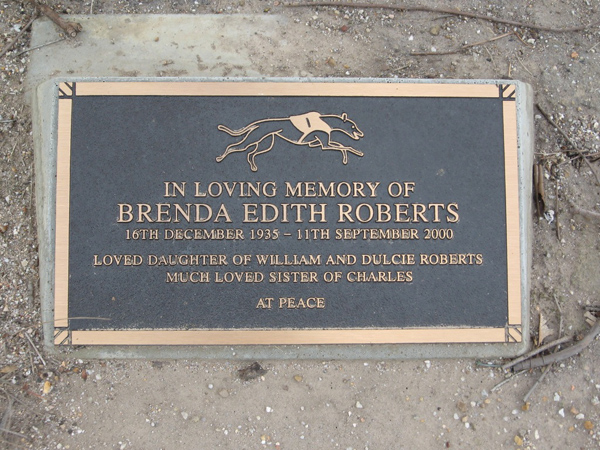 IN LOVING MEMORY OF
BRENDA EDITH ROBERTS
16TH DECEMBER 1935 – 11TH SEPTEMBER 2000
LOVED DAUGHTER OF WILLIAM AND DULCIE ROBERTS
MUCH LOVED SISTER OF CHARLES
AT PEACE